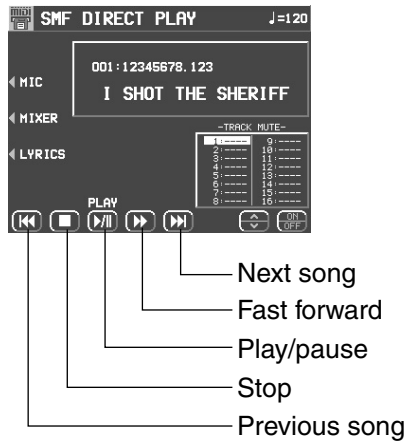 MIDI SMF DIRECT PLAY ♩=120
001:12345678.123
I SHOT THE SHERIFF
MIC
MIXER
LYRICS
-TRACK MUTE-
1:---- 9:----
2:---- 10:----
3:---- 11:----
4:---- 12:----
5:---- 13:----
6:---- 14:----
7:---- 15:----
8:---- 16:----
PLAY
ON
OFF
Next song
Fast forward
Play/pause
Stop
Previous song